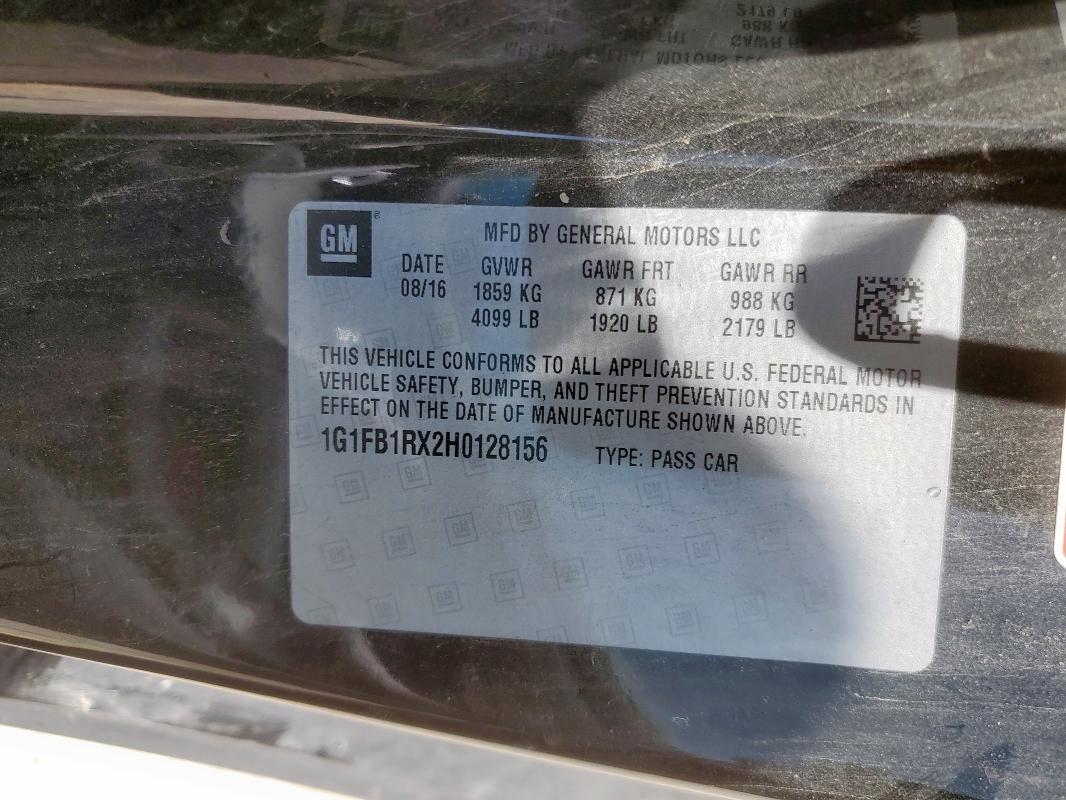 GM
MFD BY GENERAL MOTORS LLC
DATE GVWR GAWR FRT GAWR RR
08/16 1859 KG 871 KG 988 KG
4099 LB 1920 LB 2179 LB
THIS VEHICLE CONFORMS TO ALL APPLICABLE U.S. FEDERAL MOTOR
VEHICLE SAFETY, BUMPER, AND THEFT PREVENTION STANDARDS IN
EFFECT ON THE DATE OF MANUFACTURE SHOWN ABOVE.
1G1FB1RX2H0128156 TYPE: PASS CAR